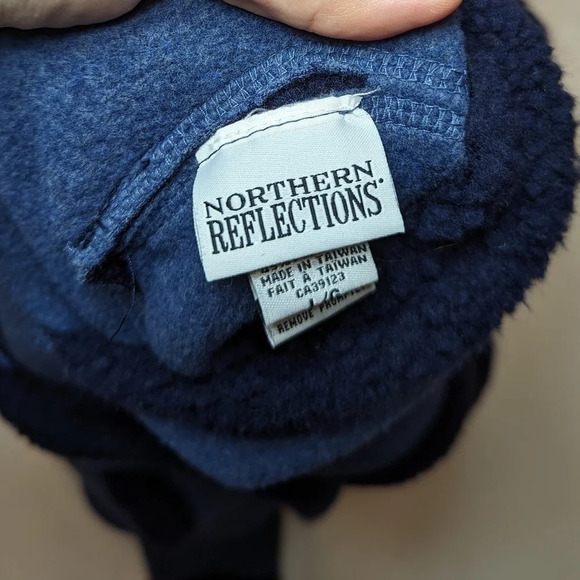 NORTHERN
REFLECTIONS
MADE IN TAIWAN
FAIT À TAIWAN
CA39123
L/G
REMOVE